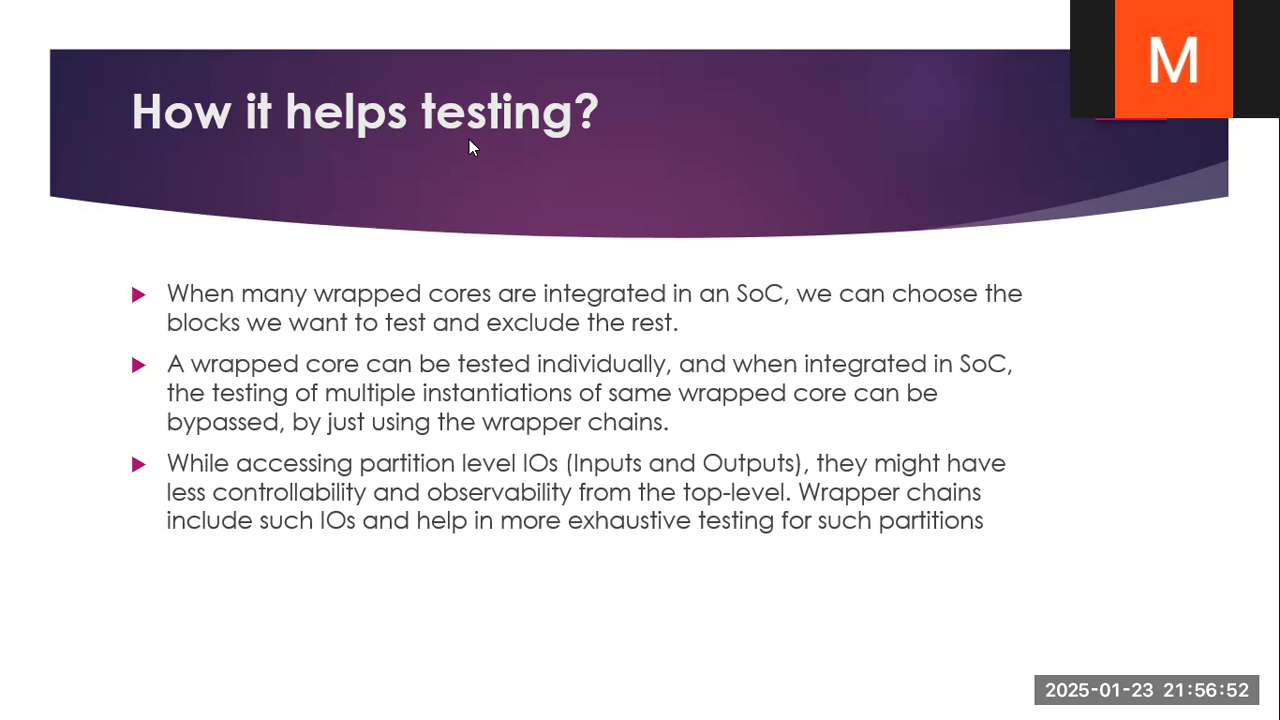 M
How it helps testing?
When many wrapped cores are integrated in an SoC, we can choose the
blocks we want to test and exclude the rest.
A wrapped core can be tested individually, and when integrated in SoC,
the testing of multiple instantiations of same wrapped core can be
bypassed, by just using the wrapper chains.
While accessing partition level IOs (Inputs and Outputs), they might have
less controllability and observability from the top-level. Wrapper chains
include such IOs and help in more exhaustive testing for such partitions
2025-01-23 21:56:52